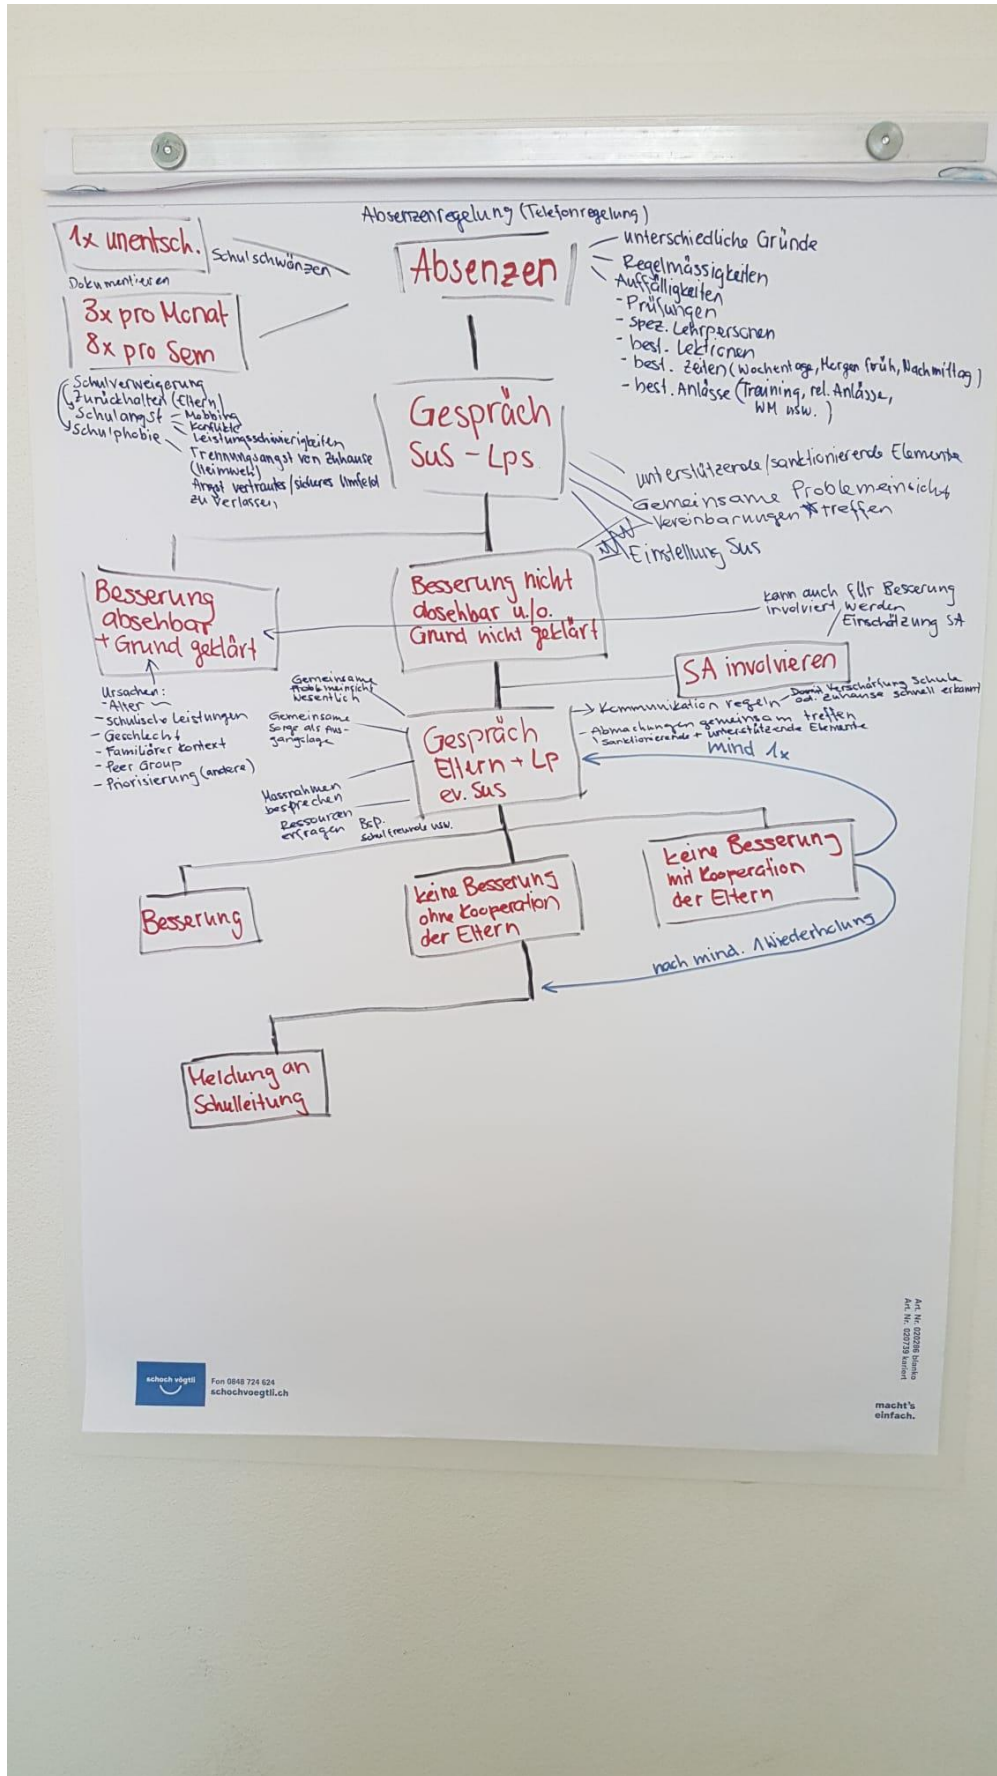 Absenzenregelung (Telefonregelung)
1x unentsch.
Schulschwänzen
Dokumentieren
3x pro Monat
8x pro Sem
Absenzen
unterschiedliche Gründe
Regelmässigkeiten
Auffälligkeiten
- Prüfungen
- spez. Lehrpersonen
- best. Lektionen
- best. Zeiten (Wochentage, Morgen früh, Nachmittag)
- best. Anlässe (Training, rel. Anlässe,
WM usw.)
Schulverweigerung
Zurückhalten (Eltern)
Schulangst - Mobbing
- Konflikte
- Leistungsschwierigkeiten
Schulphobie
Trennungsangst von Zuhause
(Heimweh)
Angst vertrautes/sicheres Umfeld
zu verlassen
Gespräch
SuS - Lps
unterstützende/sanktionierende Elemente
Gemeinsame Problemeinsicht
Vereinbarungen treffen
Einstellung Sus
Besserung
absehbar
+ Grund geklärt
Besserung nicht
absehbar u./o.
Grund nicht geklärt
kann auch für Besserung
involviert werden
Einschätzung SA
SA involvieren
Ursachen:
- Alter
- schulische Leistungen
- Geschlecht
- Familiärer Kontext
- Peer Group
- Priorisierung (andere)
Gemeinsame
Problemeinsicht
wesentlich
Gemeinsame
Sorge als Aus-
gangslage
Massnahmen
besprechen
Ressourcen
erfragen
Bsp.
Schulfreunde usw.
Gespräch
Eltern + Lp
ev. Sus
Kommunikation regeln - Damit Verschärfung Schule
od. Zuhause schnell erkannt
- Abmachungen gemeinsam treffen
Sanktionierende + unterstützende Elemente
mind 1x
Besserung
keine Besserung
ohne Kooperation
der Eltern
keine Besserung
mit Kooperation
der Eltern
nach mind. 1 Wiederholung
Meldung an
Schulleitung
schoch vögtli
Fon 0848 724 624
schochvoegtli.ch
Art. Nr. 020286 blanko
Art. Nr. 020739 kariert
macht's
einfach.